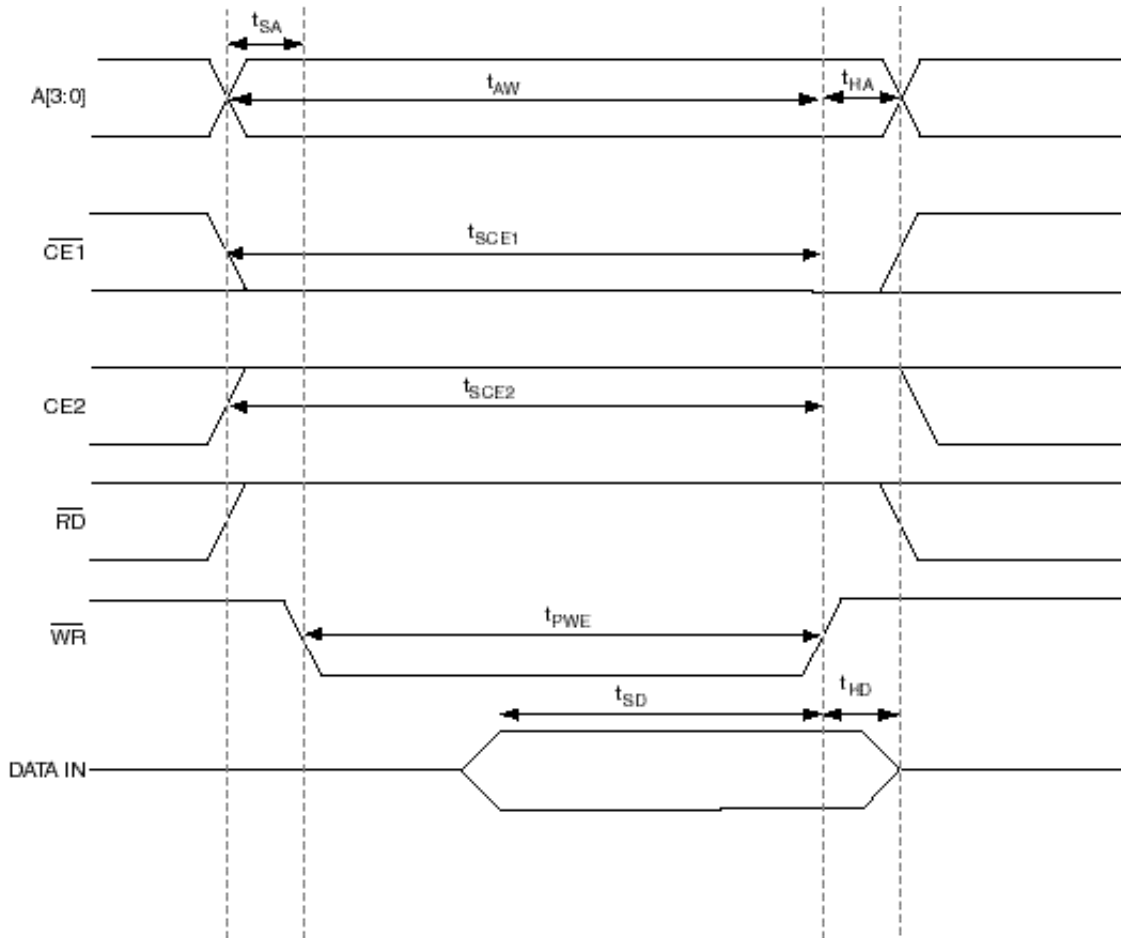 tSA
A[3:0]
tAW
tHA
CE1
tSCE1
CE2
tSCE2
RD
WR
tPWE
tSD
tHD
DATA IN